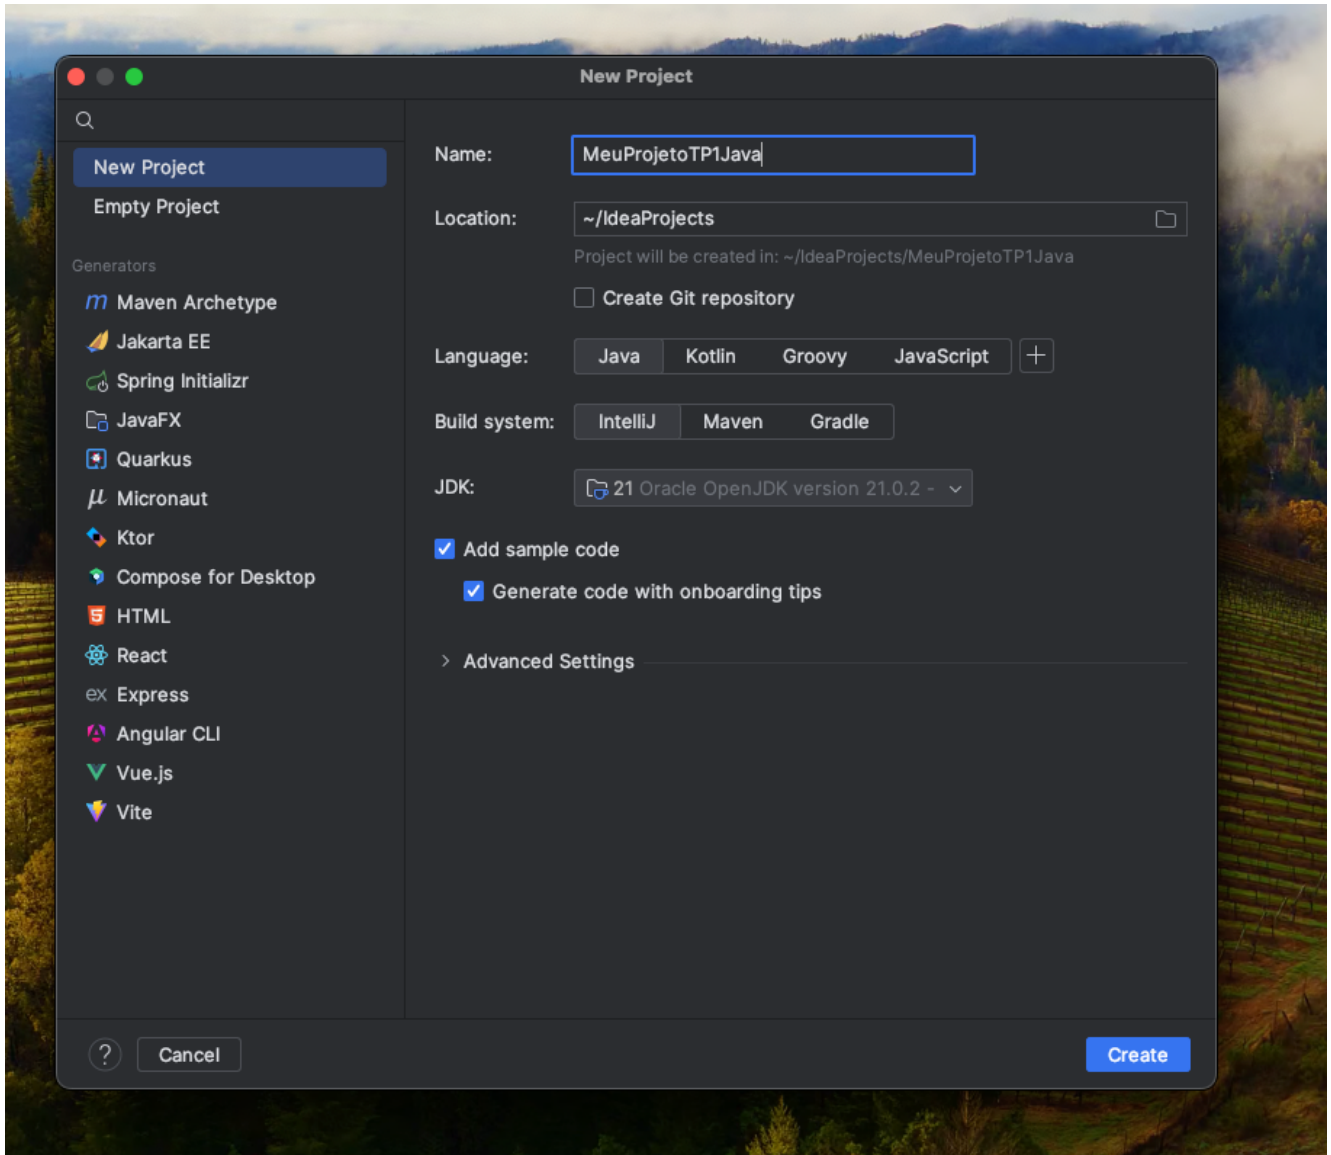 New Project
New Project
Empty Project
Generators
Maven Archetype
Jakarta EE
Spring Initializr
JavaFX
Quarkus
Micronaut
Ktor
Compose for Desktop
HTML
React
Express
Angular CLI
Vue.js
Vite
Name: MeuProjetoTP1Java
Location: ~/IdeaProjects
Project will be created in: ~/IdeaProjects/MeuProjetoTP1Java
Create Git repository
Language: Java Kotlin Groovy JavaScript
Build system: IntelliJ Maven Gradle
JDK: 21 Oracle OpenJDK version 21.0.2 -
Add sample code
Generate code with onboarding tips
Advanced Settings
? Cancel Create